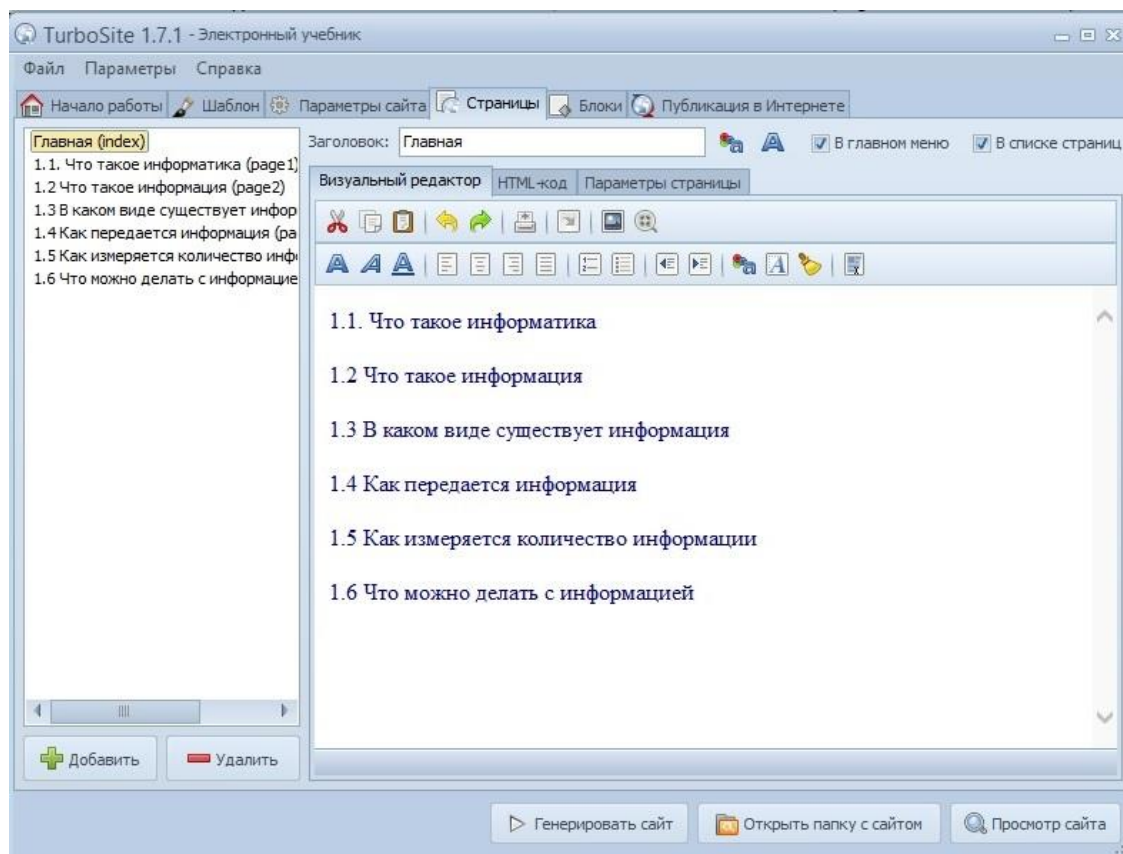 TurboSite 1.7.1 - Электронный учебник
Файл Параметры Справка
Начало работы Шаблон Параметры сайта Страницы Блоки Публикация в Интернете
Главная (index)
1.1. Что такое информатика (page1)
1.2 Что такое информация (page2)
1.3 В каком виде существует инфор
1.4 Как передается информация (pa
1.5 Как измеряется количество инф
1.6 Что можно делать с информацие
Добавить Удалить
Заголовок: Главная В главном меню В списке страниц
Визуальный редактор HTML-код Параметры страницы
1.1. Что такое информатика
1.2 Что такое информация
1.3 В каком виде существует информация
1.4 Как передается информация
1.5 Как измеряется количество информации
1.6 Что можно делать с информацией
Генерировать сайт Открыть папку с сайтом Просмотр сайта